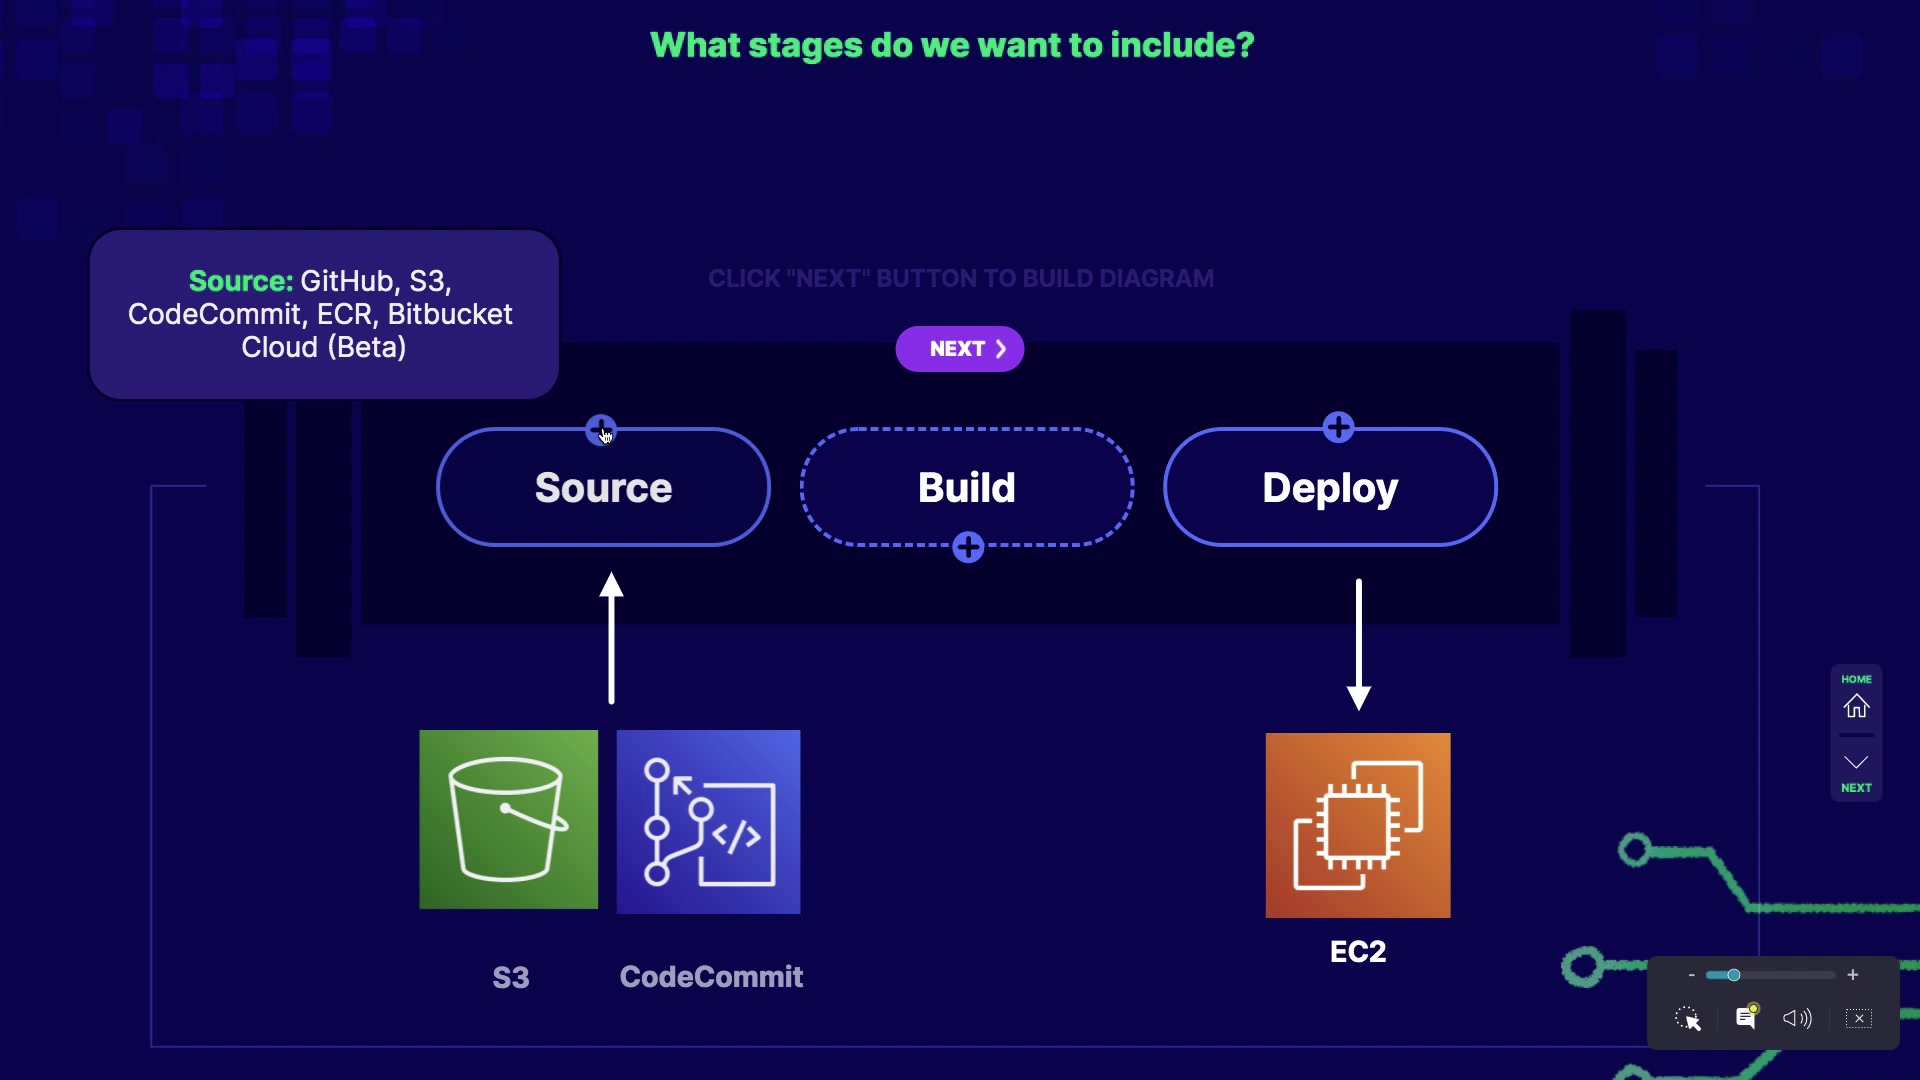 What stages do we want to include?
Source: GitHub, S3,
CodeCommit, ECR, Bitbucket
Cloud (Beta)
CLICK "NEXT" BUTTON TO BUILD DIAGRAM
NEXT
Source
Build
Deploy
S3
CodeCommit
EC2
HOME
NEXT